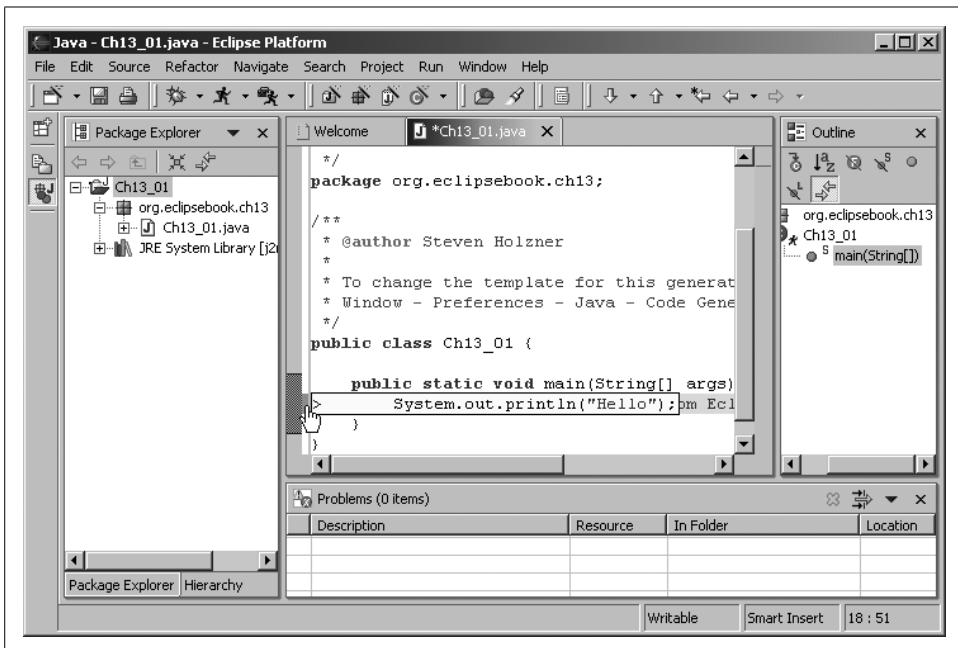 Java - Ch13_01.java - Eclipse Platform
File Edit Source Refactor Navigate Search Project Run Window Help
Package Explorer
Ch13_01
org.eclipsebook.ch13
Ch13_01.java
JRE System Library [j2r
Package Explorer Hierarchy
Welcome *Ch13_01.java
*/
package org.eclipsebook.ch13;
/**
* @author Steven Holzner
*
* To change the template for this generat
* Window - Preferences - Java - Code Gene
*/
public class Ch13_01 {
public static void main(String[] args)
> System.out.println("Hello"); om Ecl
}
}
Outline
org.eclipsebook.ch13
Ch13_01
S main(String[])
Problems (0 items)
Description Resource In Folder Location
Writable Smart Insert 18 : 51